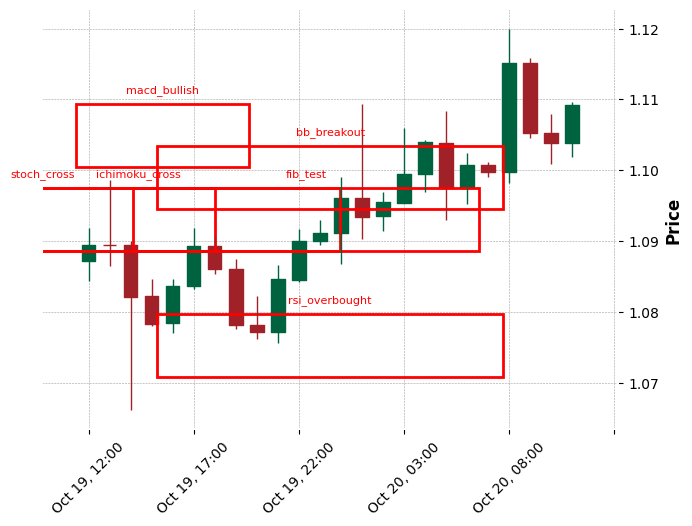 1.12
macd_bullish
1.11
bb_breakout
stoch_cross
ichimoku_cross
fib_test
1.10
1.09
Price
rsi_overbought
1.08
1.07
Oct 19, 12:00
Oct 19, 17:00
Oct 19, 22:00
Oct 20, 03:00
Oct 20, 08:00